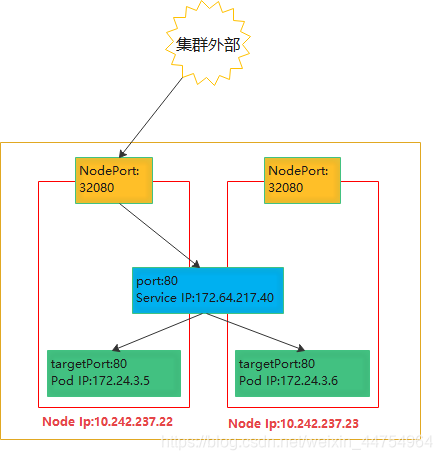 集群外部
NodePort:
32080
NodePort:
32080
port:80
Service IP:172.64.217.40
targetPort:80
Pod IP:172.24.3.5
targetPort:80
Pod IP:172.24.3.6
Node Ip:10.242.237.22
Node Ip:10.242.237.23
https://blog.csdn.net/weixin_44754964